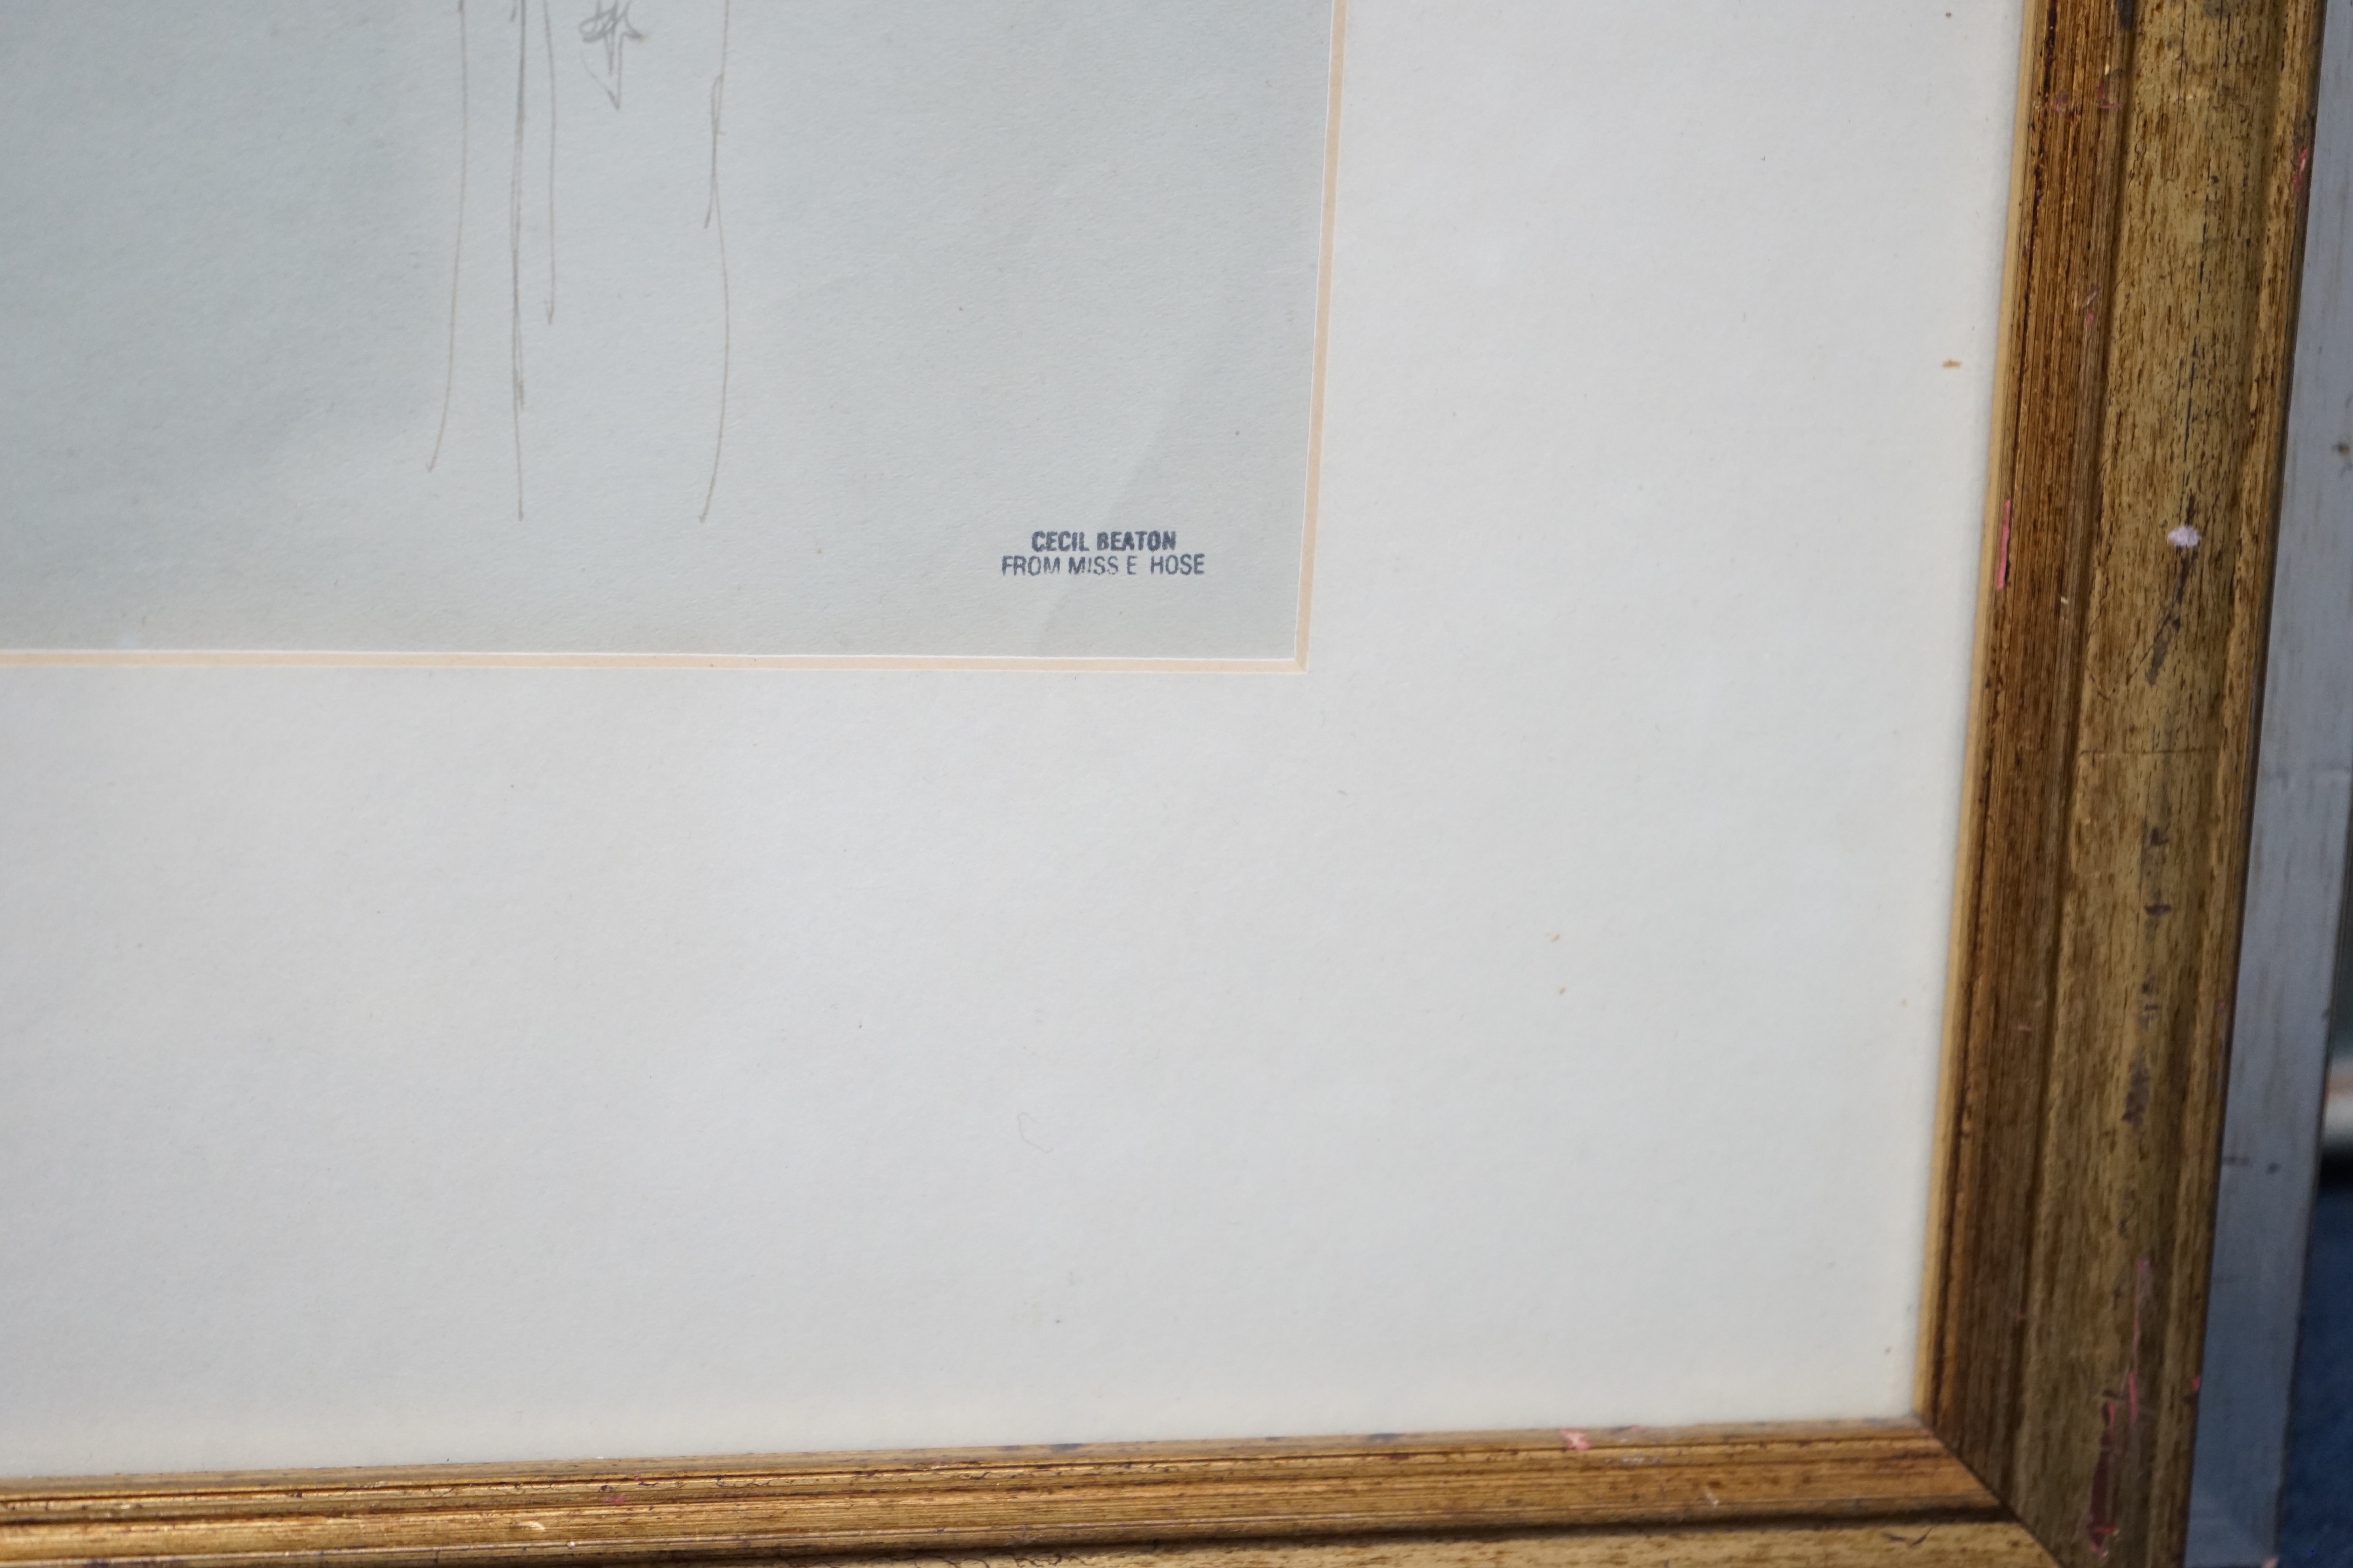 CECIL BEATON
FROM MISS E HOSE